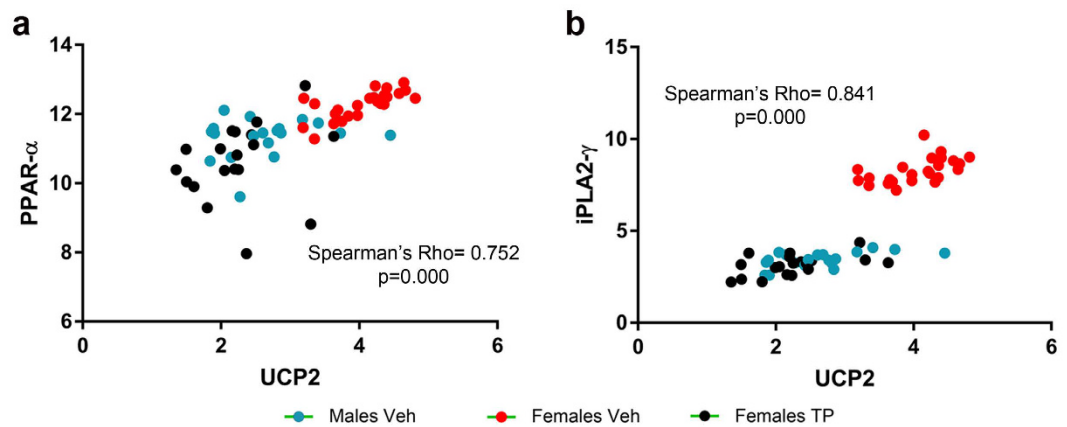 a
PPAR-α
14
12
10
8
6
0
2
4
6
UCP2
Spearman's Rho= 0.752
p=0.000
b
iPLA2-γ
15
10
5
0
0
2
4
6
UCP2
Spearman's Rho= 0.841
p=0.000
Males Veh
Females Veh
Females TP